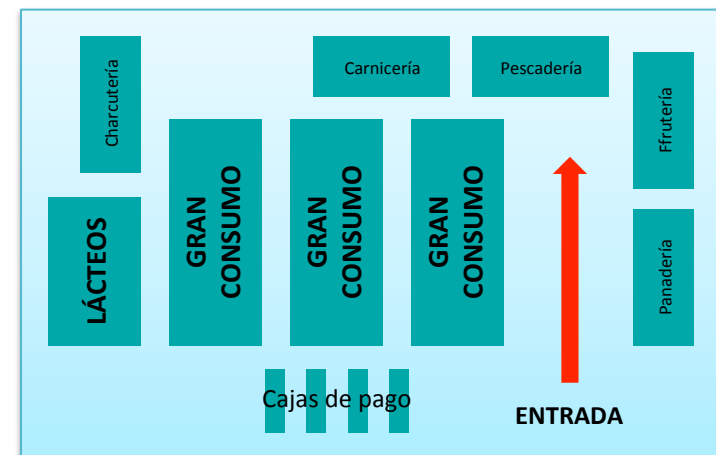 Charcutería
Carnicería
Pescadería
Ffrutería
GRAN
CONSUMO
GRAN
CONSUMO
GRAN
CONSUMO
LÁCTEOS
Panadería
Cajas de pago
ENTRADA